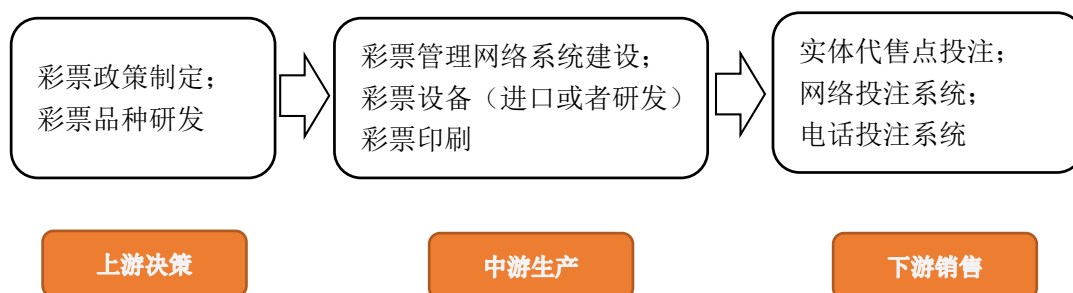 彩票政策制定；
彩票品种研发
彩票管理网络系统建设；
彩票设备（进口或者研发）
彩票印刷
实体代售点投注；
网络投注系统；
电话投注系统
上游决策
中游生产
下游销售